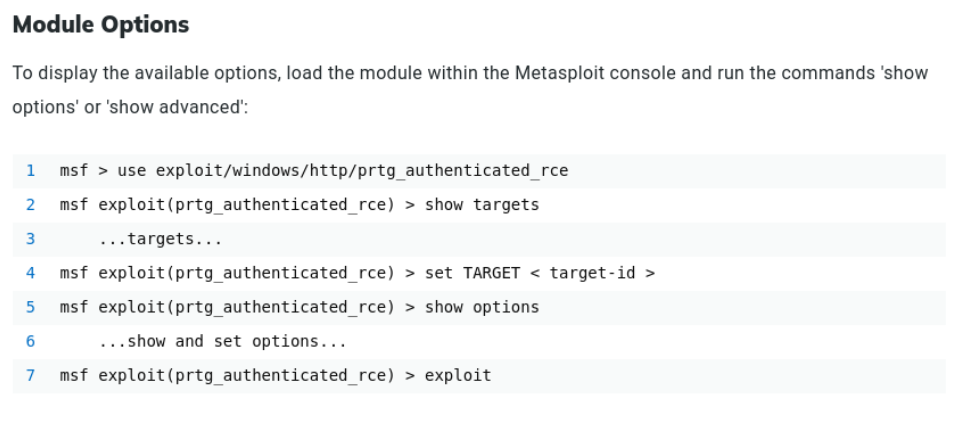 Module Options
To display the available options, load the module within the Metasploit console and run the commands 'show
options' or 'show advanced':
1 msf > use exploit/windows/http/prtg_authenticated_rce
2 msf exploit(prtg_authenticated_rce) > show targets
3 ...targets...
4 msf exploit(prtg_authenticated_rce) > set TARGET < target-id >
5 msf exploit(prtg_authenticated_rce) > show options
6 ...show and set options...
7 msf exploit(prtg_authenticated_rce) > exploit